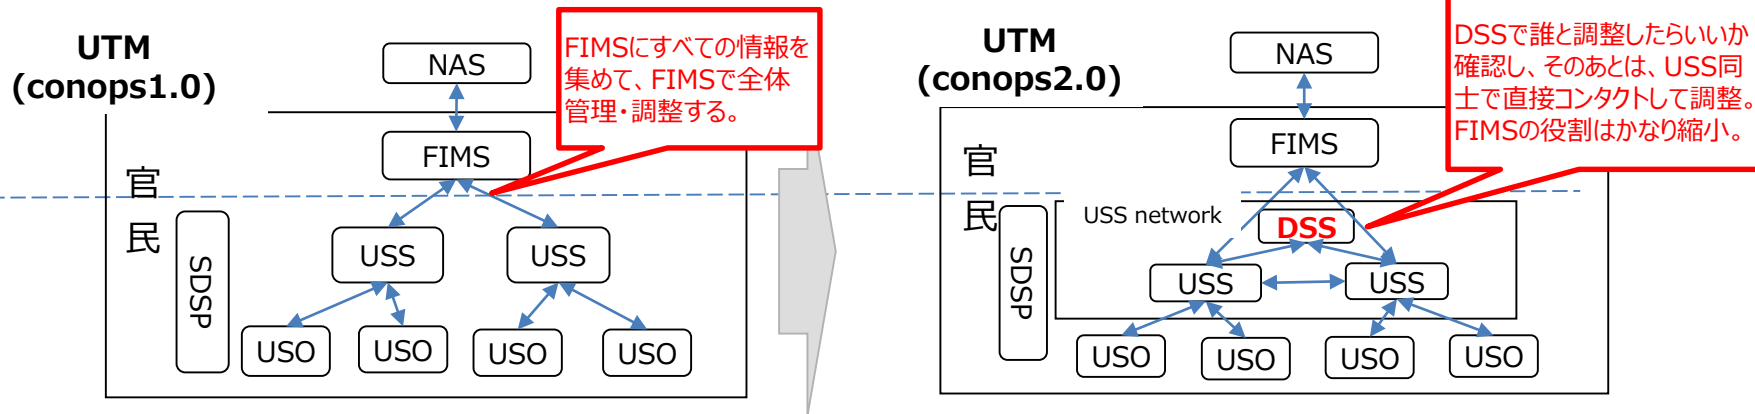 UTM
(conops1.0)
NAS
FIMSにすべての情報を
集めて、FIMSで全体
管理・調整する。
FIMS
官
民
SDSP
USS
USS
USO
USO
USO
USO
UTM
(conops2.0)
NAS
DSSで誰と調整したらいいか
確認し、そのあとは、USS同
士で直接コンタクトして調整。
FIMSの役割はかなり縮小。
FIMS
官
民
SDSP
USS network
DSS
USS
USS
USO
USO
USO
USO